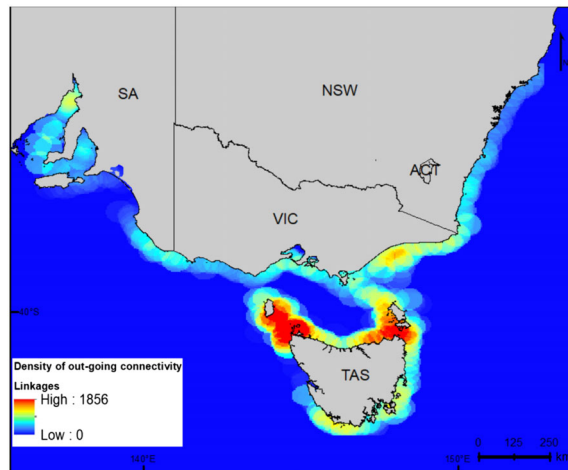 SA
NSW
ACT
VIC
40°S
TAS
Density of out-going connectivity
Linkages
High : 1856
Low : 0
140°E
150°E
0 125 250
km